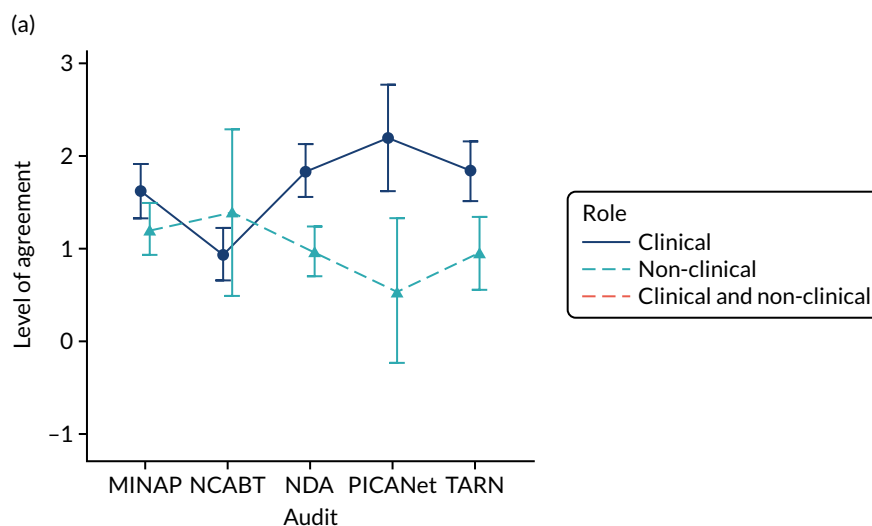 (a)
3
2
1
0
−1
Level of agreement
MINAP NCABT NDA PICANet TARN
Audit
Role
Clinical
Non-clinical
Clinical and non-clinical